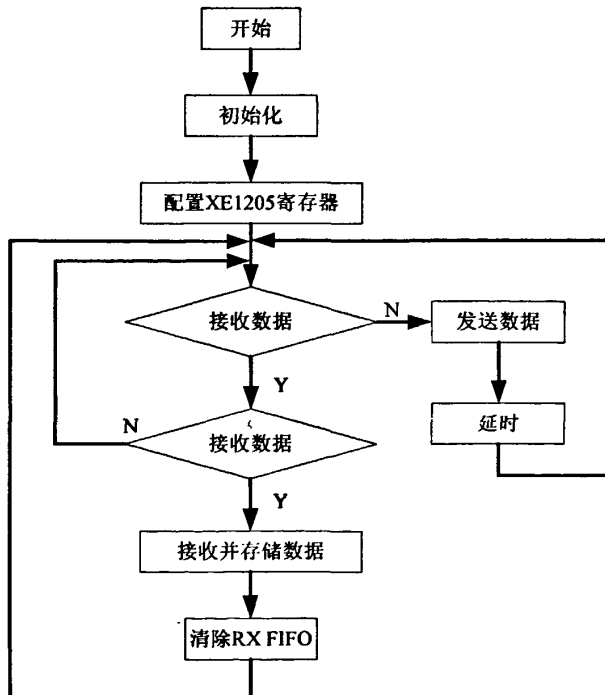 开始
初始化
配置XE1205寄存器
接收数据
N
发送数据
Y
延时
N
接收数据
Y
接收并存储数据
清除RX FIFO